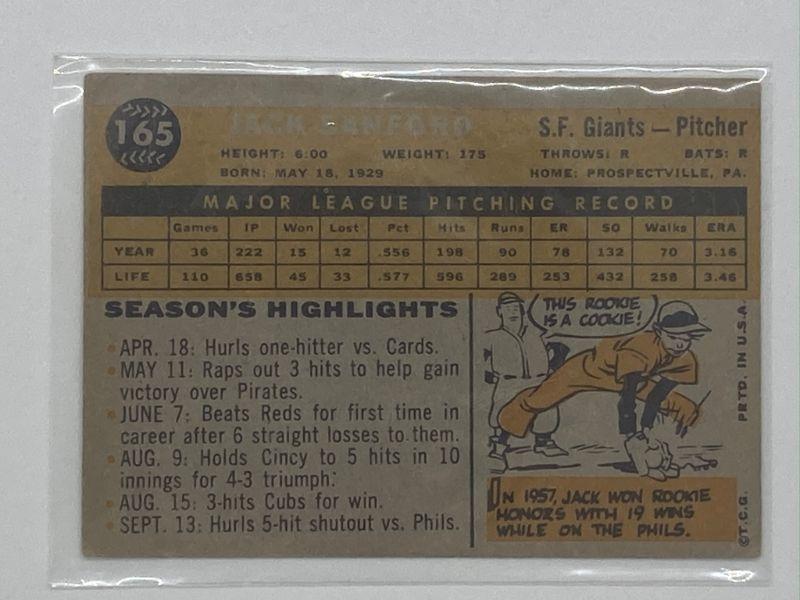 165
JACK SANFORD
S.F. Giants — Pitcher
HEIGHT: 6:00 WEIGHT: 175 THROWS: R BATS: R
BORN: MAY 18, 1929 HOME: PROSPECTVILLE, PA.
MAJOR LEAGUE PITCHING RECORD
Games IP Won Lost Pct Hits Runs ER SO Walks ERA
YEAR 36 222 15 12 .556 198 90 78 132 70 3.16
LIFE 110 658 45 33 .577 596 289 253 432 258 3.46
SEASON'S HIGHLIGHTS
• APR. 18: Hurls one-hitter vs. Cards.
• MAY 11: Raps out 3 hits to help gain
victory over Pirates.
• JUNE 7: Beats Reds for first time in
career after 6 straight losses to them.
• AUG. 9: Holds Cincy to 5 hits in 10
innings for 4-3 triumph.
• AUG. 15: 3-hits Cubs for win.
• SEPT. 13: Hurls 5-hit shutout vs. Phils.
THIS ROOKIE
IS A COOKIE!
IN 1957, JACK WON ROOKIE
HONORS WITH 19 WINS
WHILE ON THE PHILS.
©T.C.G. PRTD. IN U.S.A.